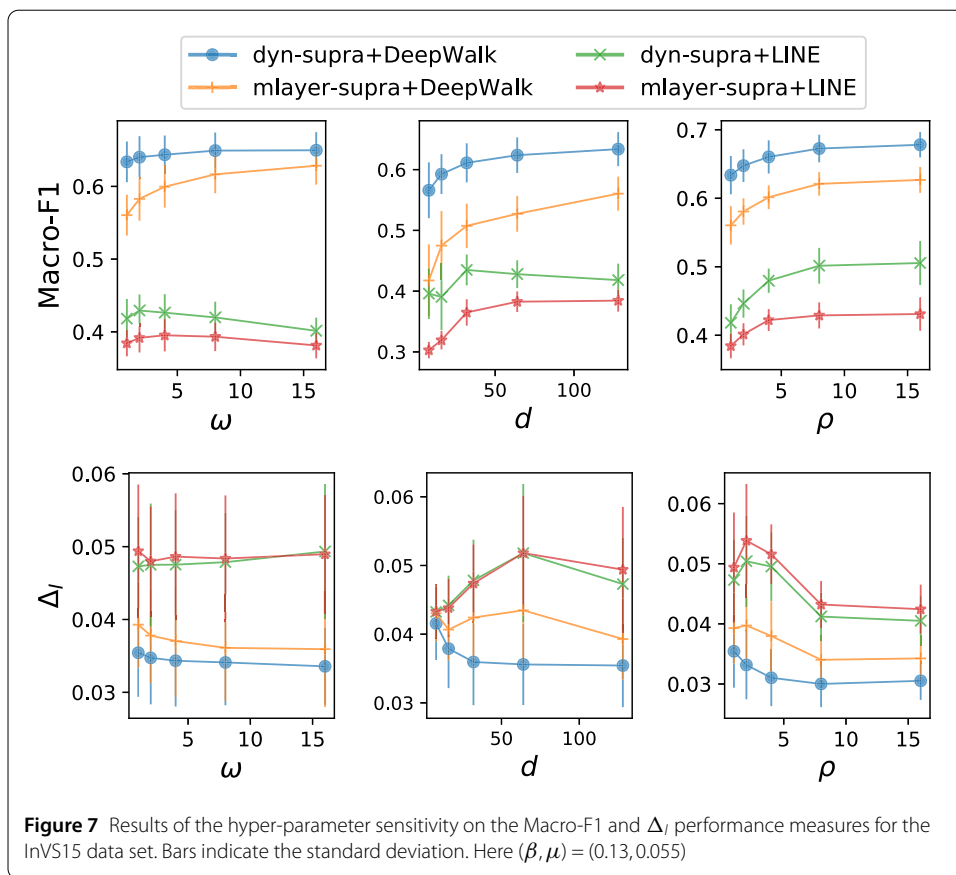 dyn-supra+DeepWalk dyn-supra+LINE
mlayer-supra+DeepWalk mlayer-supra+LINE
Macro-F1
0.6
0.5
0.4
5 10 15
ω
0.6
0.5
0.4
0.3
50 100
d
0.7
0.6
0.5
0.4
5 10 15
ρ
Δl
0.06
0.05
0.04
0.03
0 5 10 15
ω
0.06
0.05
0.04
0.03
50 100
d
0.06
0.05
0.04
0.03
5 10 15
ρ
Figure 7 Results of the hyper-parameter sensitivity on the Macro-F1 and Δl performance measures for the
InVS15 data set. Bars indicate the standard deviation. Here (β, μ) = (0.13, 0.055)